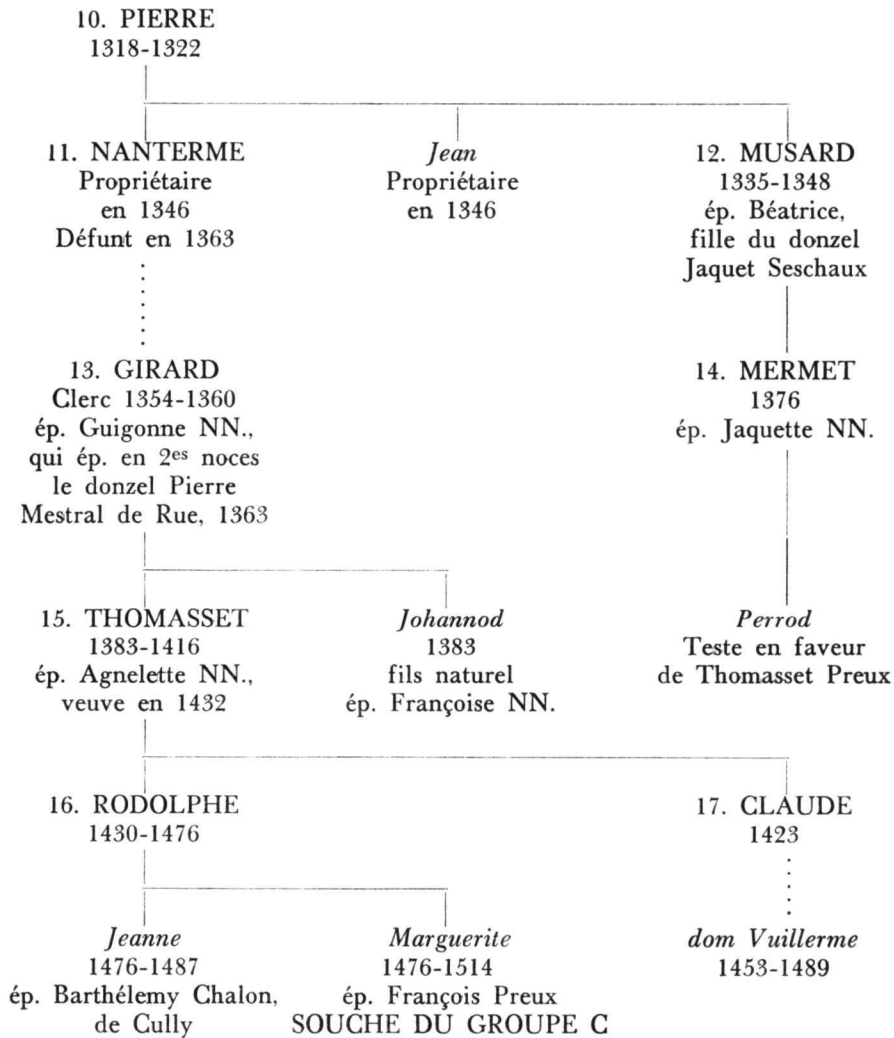 10. PIERRE
1318-1322
11. NANTERME
Propriétaire
en 1346
Défunt en 1363
Jean
Propriétaire
en 1346
12. MUSARD
1335-1348
ép. Béatrice,
fille du donzel
Jaquet Seschaux
13. GIRARD
Clerc 1354-1360
ép. Guigonne NN.,
qui ép. en 2es noces
le donzel Pierre
Mestral de Rue, 1363
14. MERMET
1376
ép. Jaquette NN.
15. THOMASSET
1383-1416
ép. Agnelette NN.,
veuve en 1432
Johannod
1383
fils naturel
ép. Françoise NN.
Perrod
Teste en faveur
de Thomasset Preux
16. RODOLPHE
1430-1476
17. CLAUDE
1423
Jeanne
1476-1487
ép. Barthélemy Chalon,
de Cully
Marguerite
1476-1514
ép. François Preux
SOUCHE DU GROUPE C
dom Vuillerme
1453-1489